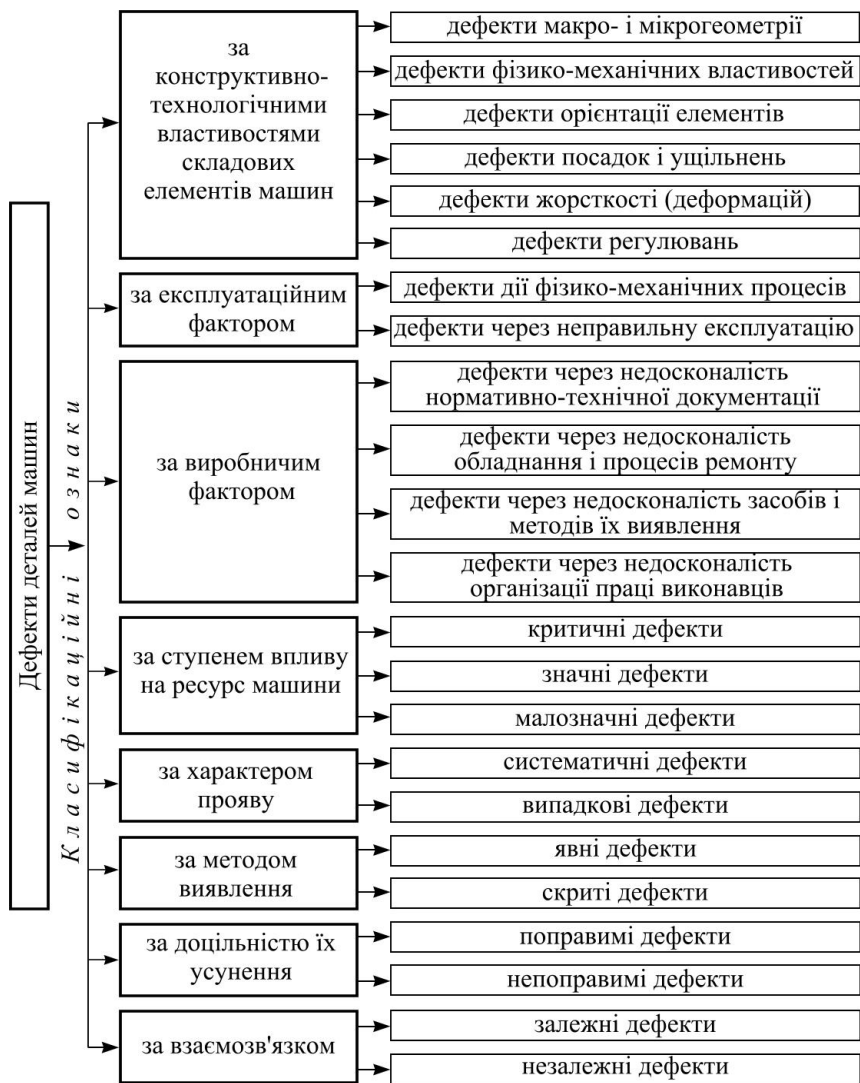 Дефекти деталей машин
Класифікаційні ознаки
за
конструктивно-
технологічними
властивостями
складових
елементів машин
дефекти макро- і мікрогеометрії
дефекти фізико-механічних властивостей
дефекти орієнтації елементів
дефекти посадок і ущільнень
дефекти жорсткості (деформацій)
дефекти регулювань
за експлуатаційним
фактором
дефекти дії фізико-механічних процесів
дефекти через неправильну експлуатацію
за виробничим
фактором
дефекти через недосконалість
нормативно-технічної документації
дефекти через недосконалість
обладнання і процесів ремонту
дефекти через недосконалість засобів і
методів їх виявлення
дефекти через недосконалість
організації праці виконавців
за ступенем впливу
на ресурс машини
критичні дефекти
значні дефекти
малозначні дефекти
за характером
прояву
систематичні дефекти
випадкові дефекти
за методом
виявлення
явні дефекти
скриті дефекти
за доцільністю їх
усунення
поправимі дефекти
непоправимі дефекти
за взаємозв'язком
залежні дефекти
незалежні дефекти